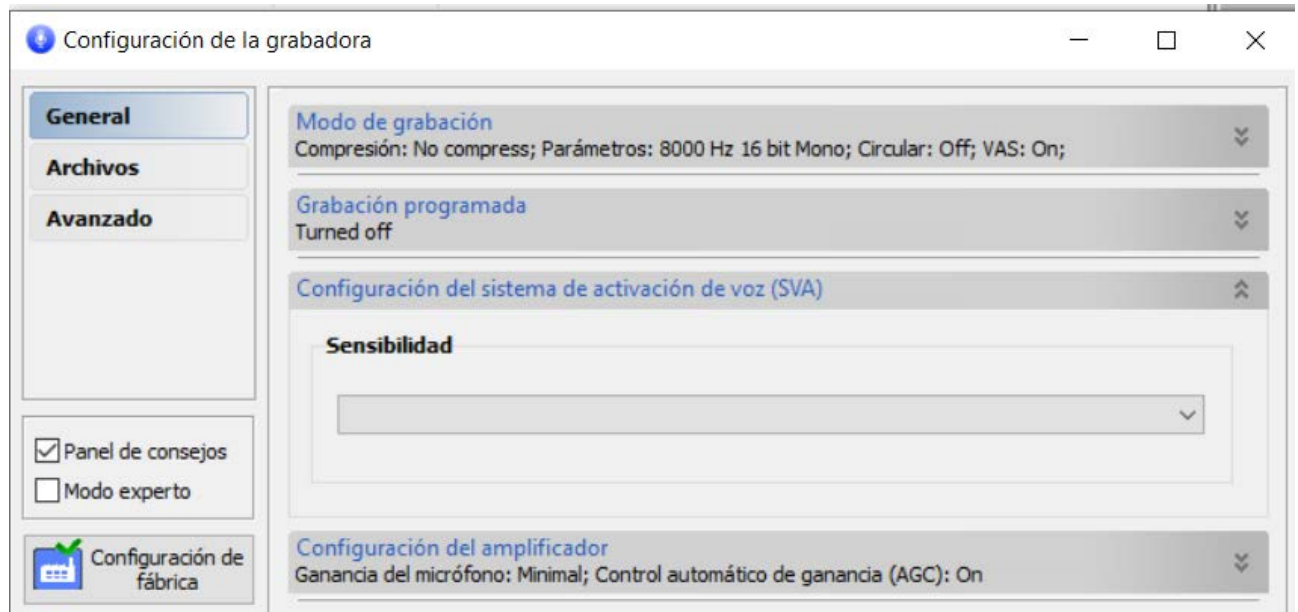 Configuración de la grabadora
General
Archivos
Avanzado
Panel de consejos
Modo experto
Configuración de
fábrica
Modo de grabación
Compresión: No compress; Parámetros: 8000 Hz 16 bit Mono; Circular: Off; VAS: On;
Grabación programada
Turned off
Configuración del sistema de activación de voz (SVA)
Sensibilidad
Configuración del amplificador
Ganancia del micrófono: Minimal; Control automático de ganancia (AGC): On